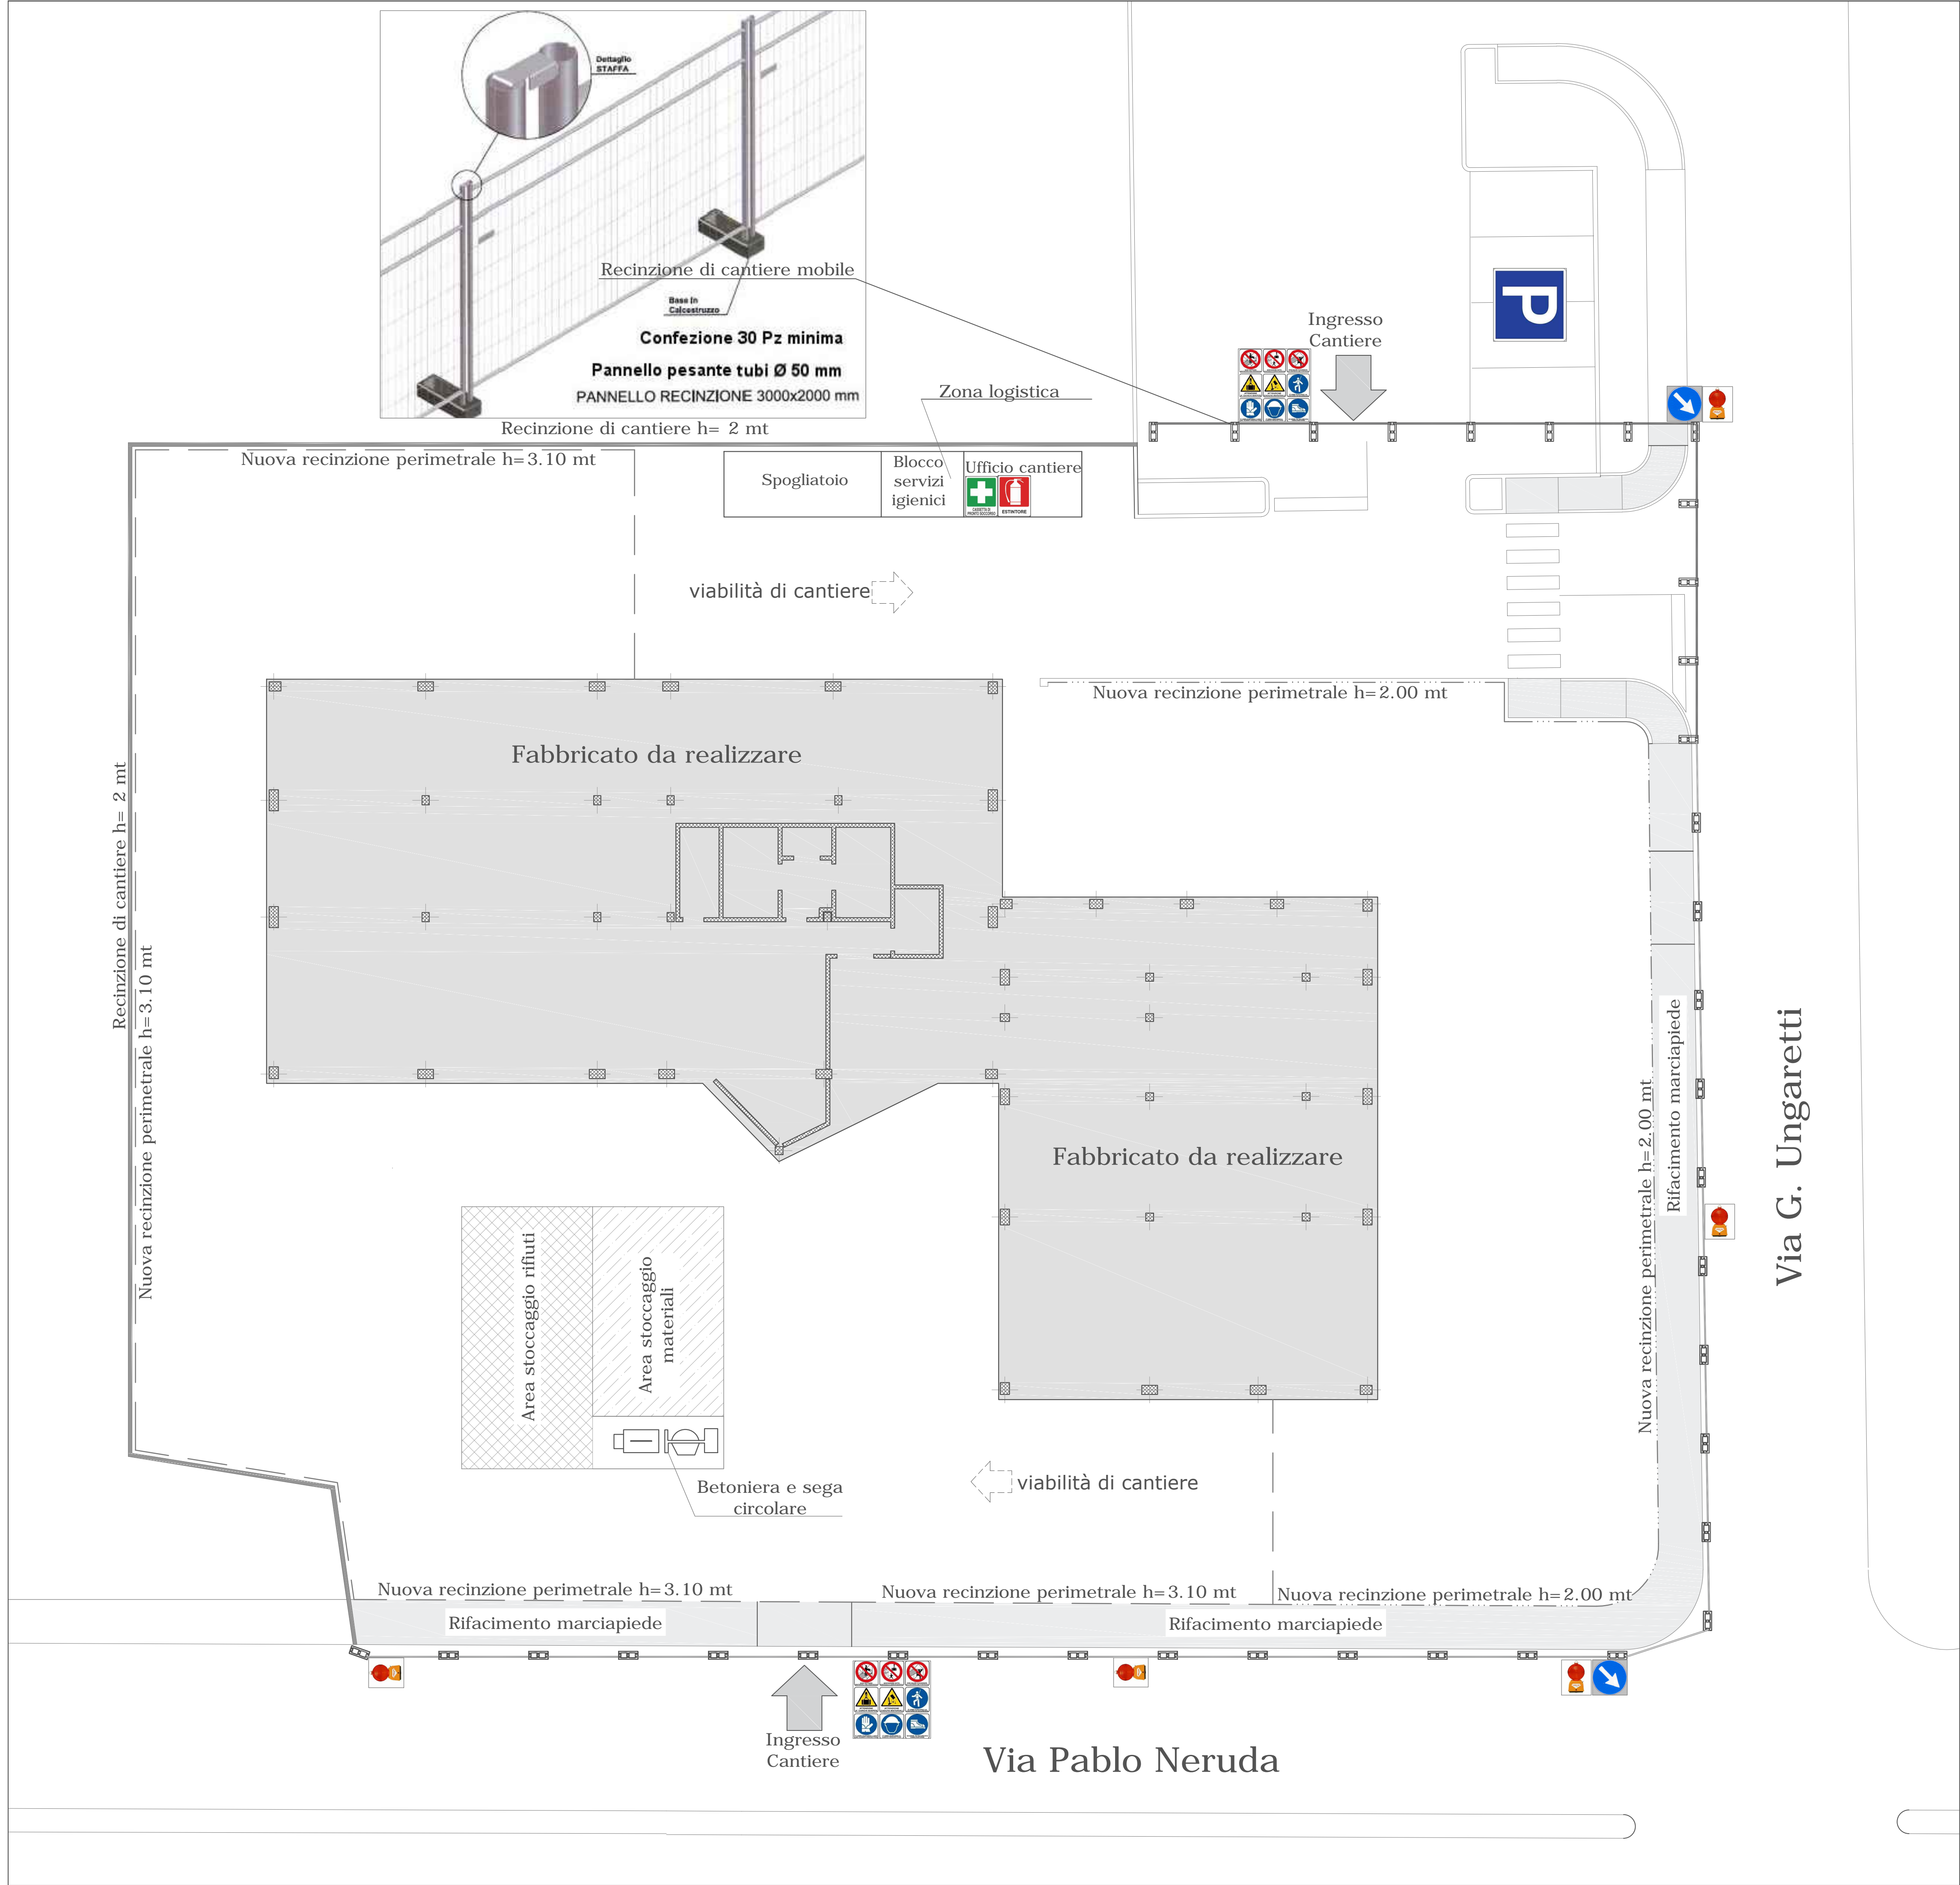 Dettaglio
STAFFA
Recinzione di cantiere mobile
Base in
Calcestruzzo
Confezione 30 Pz minima
Pannello pesante tubi Ø 50 mm
PANNELLO RECINZIONE 3000x2000 mm
Recinzione di cantiere h= 2 mt
Nuova recinzione perimetrale h=3.10 mt
Zona logistica
Spogliatoio
Blocco
servizi
igienici
Ufficio cantiere
CASSETTA DI
PRONTO SOCCORSO
ESTINTORE
Ingresso
Cantiere
P
viabilità di cantiere
Nuova recinzione perimetrale h=2.00 mt
Fabbricato da realizzare
Recinzione di cantiere h= 2 mt
Nuova recinzione perimetrale h=3.10 mt
Fabbricato da realizzare
Nuova recinzione perimetrale h=2.00 mt
Rifacimento marciapiede
Via G. Ungaretti
Area stoccaggio rifiuti
Area stoccaggio
materiali
Betoniera e sega
circolare
viabilità di cantiere
Nuova recinzione perimetrale h=3.10 mt
Nuova recinzione perimetrale h=3.10 mt
Nuova recinzione perimetrale h=2.00 mt
Rifacimento marciapiede
Rifacimento marciapiede
Ingresso
Cantiere
Via Pablo Neruda